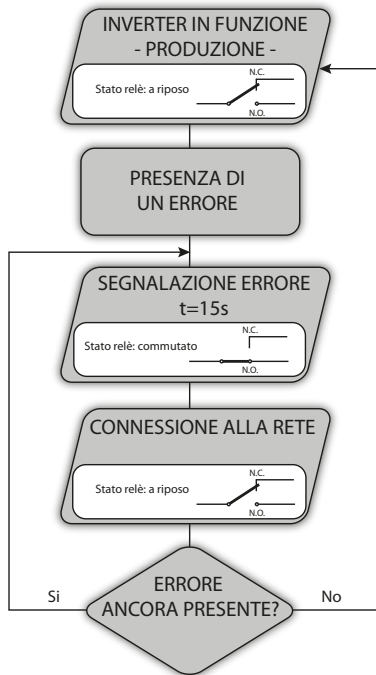 INVERTER IN FUNZIONE
- PRODUZIONE -
N.C.
Stato relè: a riposo
N.O.
PRESENZA DI
UN ERRORE
SEGNALAZIONE ERRORE
t=15s
N.C.
Stato relè: commutato
N.O.
CONNESSIONE ALLA RETE
N.C.
Stato relè: a riposo
N.O.
Si
ERRORE
ANCORA PRESENTE?
No